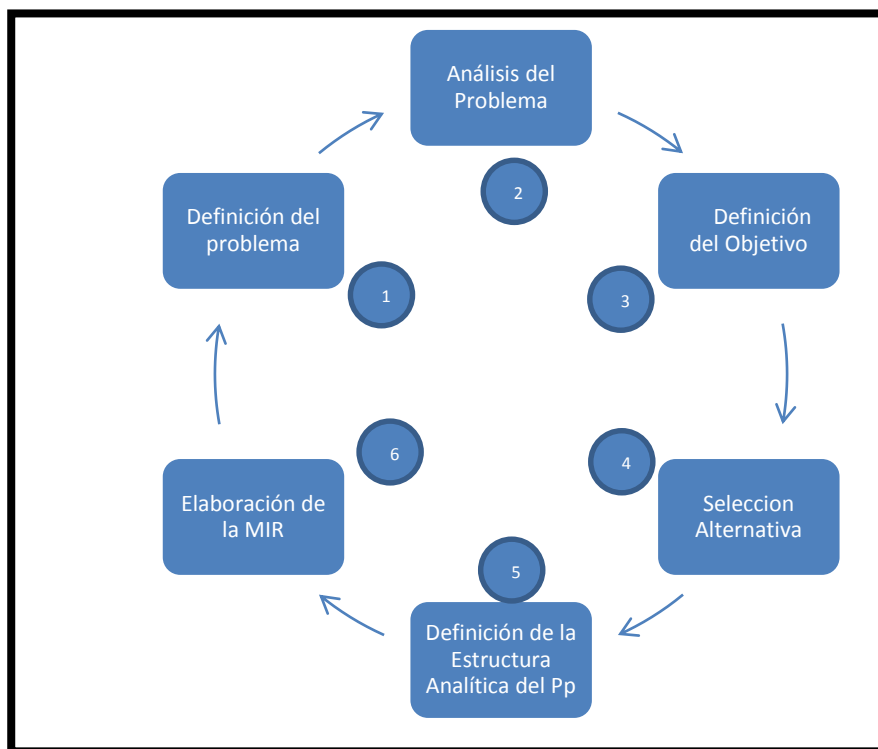 Análisis del
Problema
2
Definición del
problema
1
Definición
del Objetivo
3
6
Elaboración de
la MIR
4
Seleccion
Alternativa
5
Definición de la
Estructura
Analítica del Pp